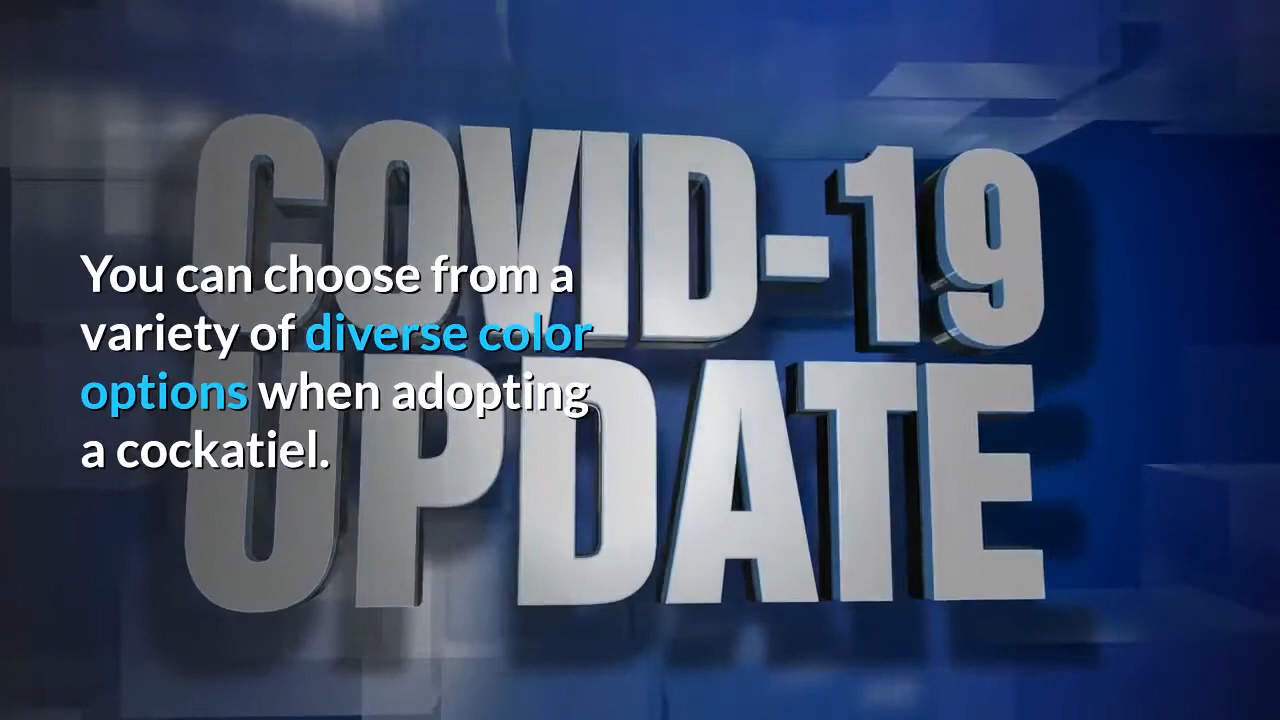 COVID-19
UPDATE
You can choose from a
variety of diverse color
options when adopting
a cockatiel.